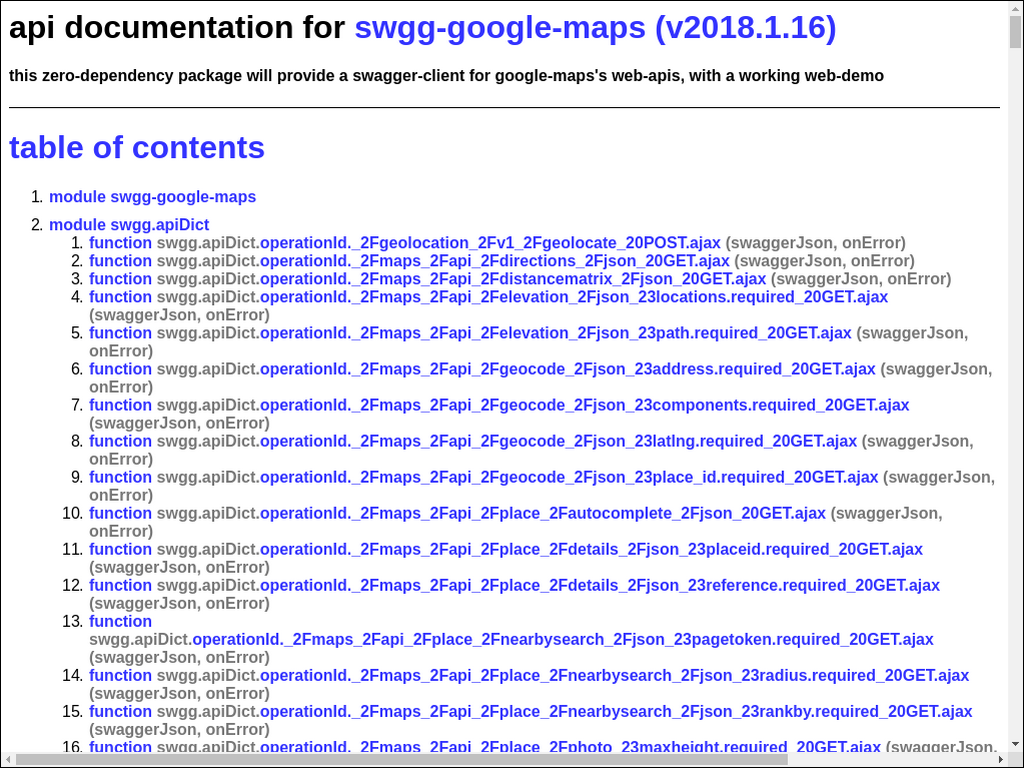 api documentation for swgg-google-maps (v2018.1.16)
this zero-dependency package will provide a swagger-client for google-maps's web-apis, with a working web-demo
table of contents
1. module swgg-google-maps
2. module swgg.apiDict
1. function swgg.apiDict.operationId._2Fgeolocation_2Fv1_2Fgeolocate_20POST.ajax (swaggerJson, onError)
2. function swgg.apiDict.operationId._2Fmaps_2Fapi_2Fdirections_2Fjson_20GET.ajax (swaggerJson, onError)
3. function swgg.apiDict.operationId._2Fmaps_2Fapi_2Fdistancematrix_2Fjson_20GET.ajax (swaggerJson, onError)
4. function swgg.apiDict.operationId._2Fmaps_2Fapi_2Felevation_2Fjson_23locations.required_20GET.ajax
(swaggerJson, onError)
5. function swgg.apiDict.operationId._2Fmaps_2Fapi_2Felevation_2Fjson_23path.required_20GET.ajax (swaggerJson,
onError)
6. function swgg.apiDict.operationId._2Fmaps_2Fapi_2Fgeocode_2Fjson_23address.required_20GET.ajax (swaggerJson,
onError)
7. function swgg.apiDict.operationId._2Fmaps_2Fapi_2Fgeocode_2Fjson_23components.required_20GET.ajax
(swaggerJson, onError)
8. function swgg.apiDict.operationId._2Fmaps_2Fapi_2Fgeocode_2Fjson_23latlng.required_20GET.ajax (swaggerJson,
onError)
9. function swgg.apiDict.operationId._2Fmaps_2Fapi_2Fgeocode_2Fjson_23place_id.required_20GET.ajax (swaggerJson,
onError)
10. function swgg.apiDict.operationId._2Fmaps_2Fapi_2Fplace_2Fautocomplete_2Fjson_20GET.ajax (swaggerJson,
onError)
11. function swgg.apiDict.operationId._2Fmaps_2Fapi_2Fplace_2Fdetails_2Fjson_23placeid.required_20GET.ajax
(swaggerJson, onError)
12. function swgg.apiDict.operationId._2Fmaps_2Fapi_2Fplace_2Fdetails_2Fjson_23reference.required_20GET.ajax
(swaggerJson, onError)
13. function
swgg.apiDict.operationId._2Fmaps_2Fapi_2Fplace_2Fnearbysearch_2Fjson_23pagetoken.required_20GET.ajax
(swaggerJson, onError)
14. function swgg.apiDict.operationId._2Fmaps_2Fapi_2Fplace_2Fnearbysearch_2Fjson_23radius.required_20GET.ajax
(swaggerJson, onError)
15. function swgg.apiDict.operationId._2Fmaps_2Fapi_2Fplace_2Fnearbysearch_2Fjson_23rankby.required_20GET.ajax
(swaggerJson, onError)
16. function swgg.apiDict.operationId._2Fmaps_2Fapi_2Fplace_2Fphoto_23maxheight.required_20GET.ajax (swaggerJson,